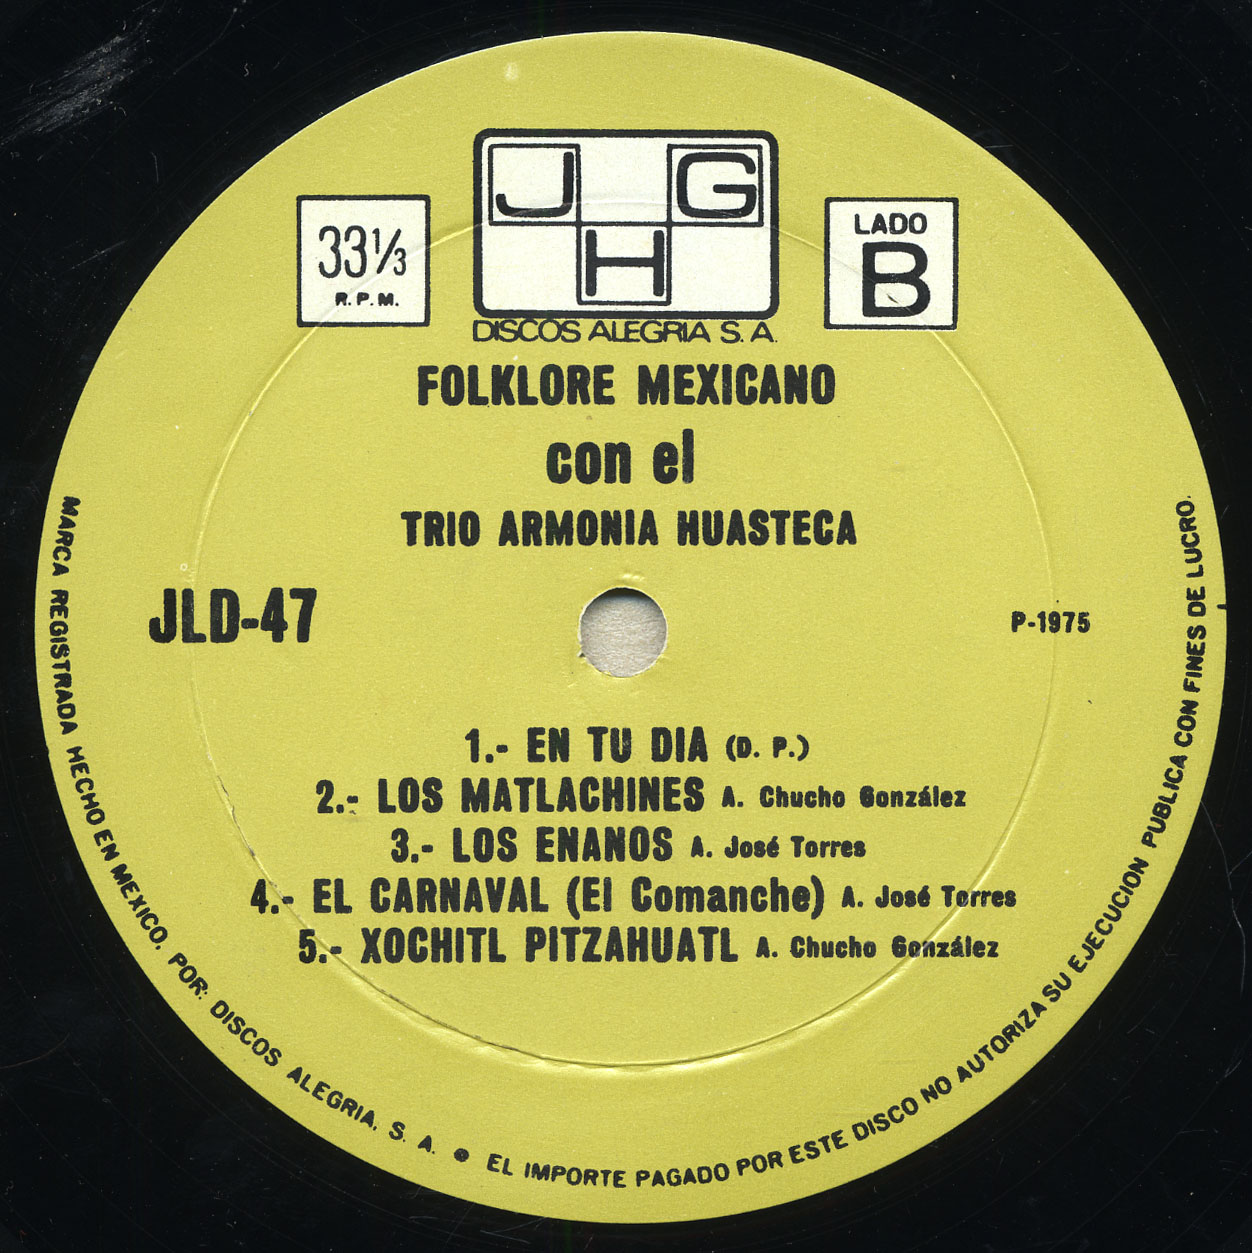 J G
H
33⅓
R.P.M.
LADO
B
DISCOS ALEGRIA S. A.
FOLKLORE MEXICANO
con el
TRIO ARMONIA HUASTECA
JLD-47
P-1975
1.- EN TU DIA (D. P.)
2.- LOS MATLACHINES A. Chucho González
3.- LOS ENANOS A. José Torres
4.- EL CARNAVAL (El Comanche) A. José Torres
5.- XOCHITL PITZAHUATL A. Chucho González
MARCA REGISTRADA HECHO EN MEXICO. POR: DISCOS ALEGRIA, S. A. ● EL IMPORTE PAGADO POR ESTE DISCO NO AUTORIZA SU EJECUCION PUBLICA CON FINES DE LUCRO.